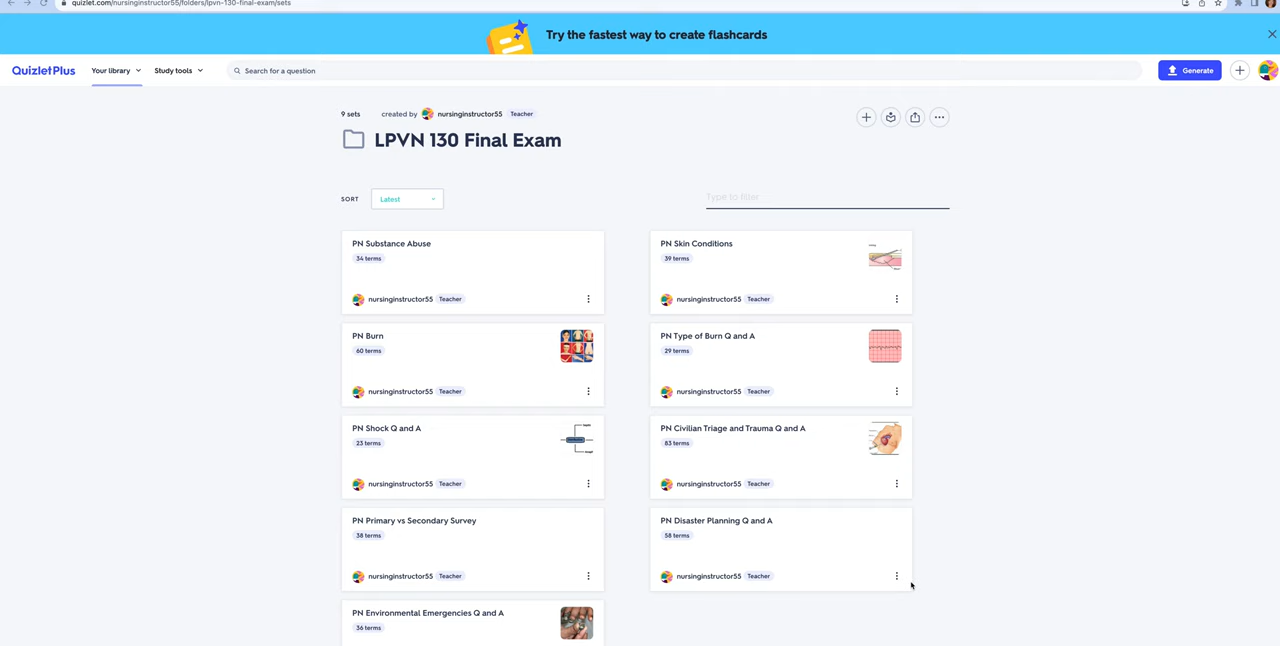 quizlet.com/nursinginstructor55/folders/lpvn-130-final-exam/sets
Try the fastest way to create flashcards
QuizletPlus Your library Study tools Search for a question Generate
9 sets created by nursinginstructor55 Teacher
LPVN 130 Final Exam
SORT Latest Type to filter
PN Substance Abuse
34 terms
nursinginstructor55 Teacher
PN Skin Conditions
39 terms
nursinginstructor55 Teacher
PN Burn
60 terms
nursinginstructor55 Teacher
PN Type of Burn Q and A
29 terms
nursinginstructor55 Teacher
PN Shock Q and A
23 terms
nursinginstructor55 Teacher
PN Civilian Triage and Trauma Q and A
83 terms
nursinginstructor55 Teacher
PN Primary vs Secondary Survey
38 terms
nursinginstructor55 Teacher
PN Disaster Planning Q and A
58 terms
nursinginstructor55 Teacher
PN Environmental Emergencies Q and A
36 terms